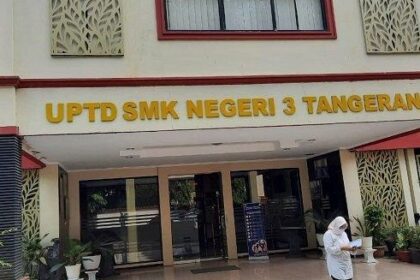 UPTD SMK NEGERI 3 TANGERAN